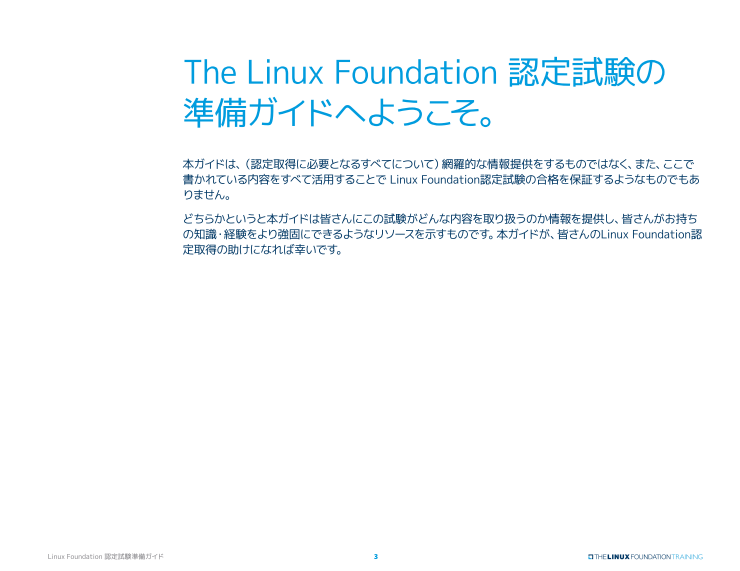 The Linux Foundation 認定試験の
準備ガイドへようこそ。
本ガイドは、（認定取得に必要となるすべてについて）網羅的な情報提供をするものではなく、また、ここで
書かれている内容をすべて活用することで Linux Foundation認定試験の合格を保証するようなものでもあ
りません。
どちらかというと本ガイドは皆さんにこの試験がどんな内容を取り扱うのか情報を提供し、皆さんがお持ち
の知識・経験をより強固にできるようなリソースを示すものです。本ガイドが、皆さんのLinux Foundation認
定取得の助けになれば幸いです。
Linux Foundation 認定試験準備ガイド
3
THE LINUX FOUNDATION TRAINING